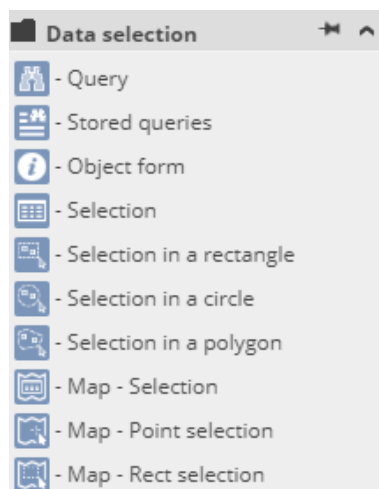 Data selection
- Query
- Stored queries
- Object form
- Selection
- Selection in a rectangle
- Selection in a circle
- Selection in a polygon
- Map - Selection
- Map - Point selection
- Map - Rect selection